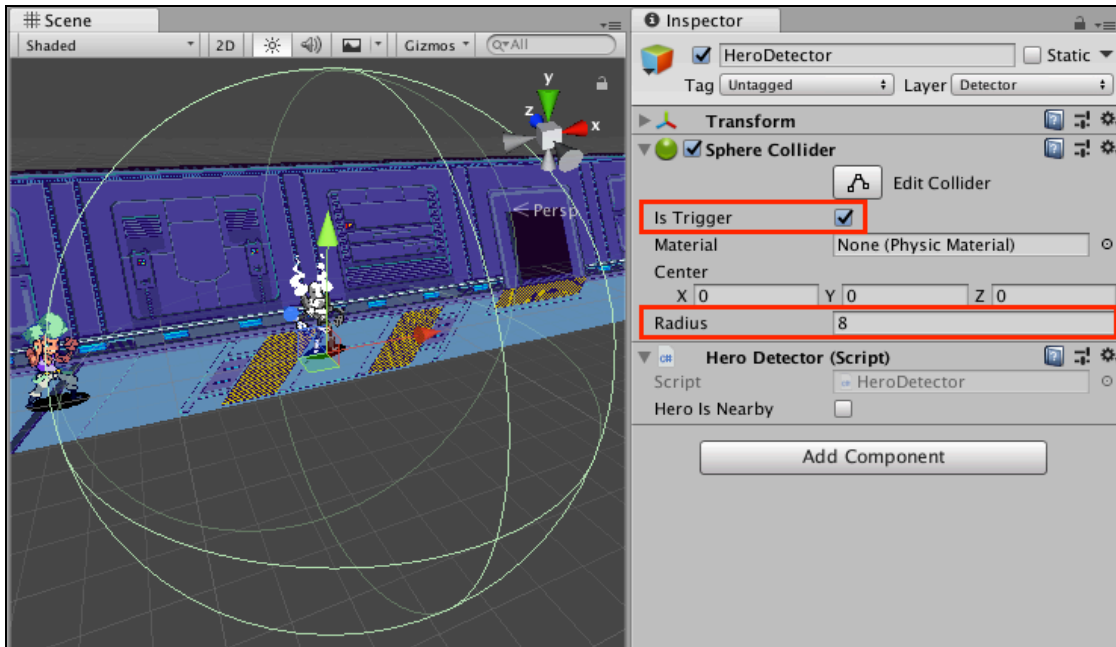 Scene
Shaded 2D Gizmos Q▾All
y
z
x
Persp
Inspector
HeroDetector Static
Tag Untagged Layer Detector
Transform
Sphere Collider
Edit Collider
Is Trigger
Material None (Physic Material)
Center
X 0 Y 0 Z 0
Radius 8
C# Hero Detector (Script)
Script HeroDetector
Hero Is Nearby
Add Component